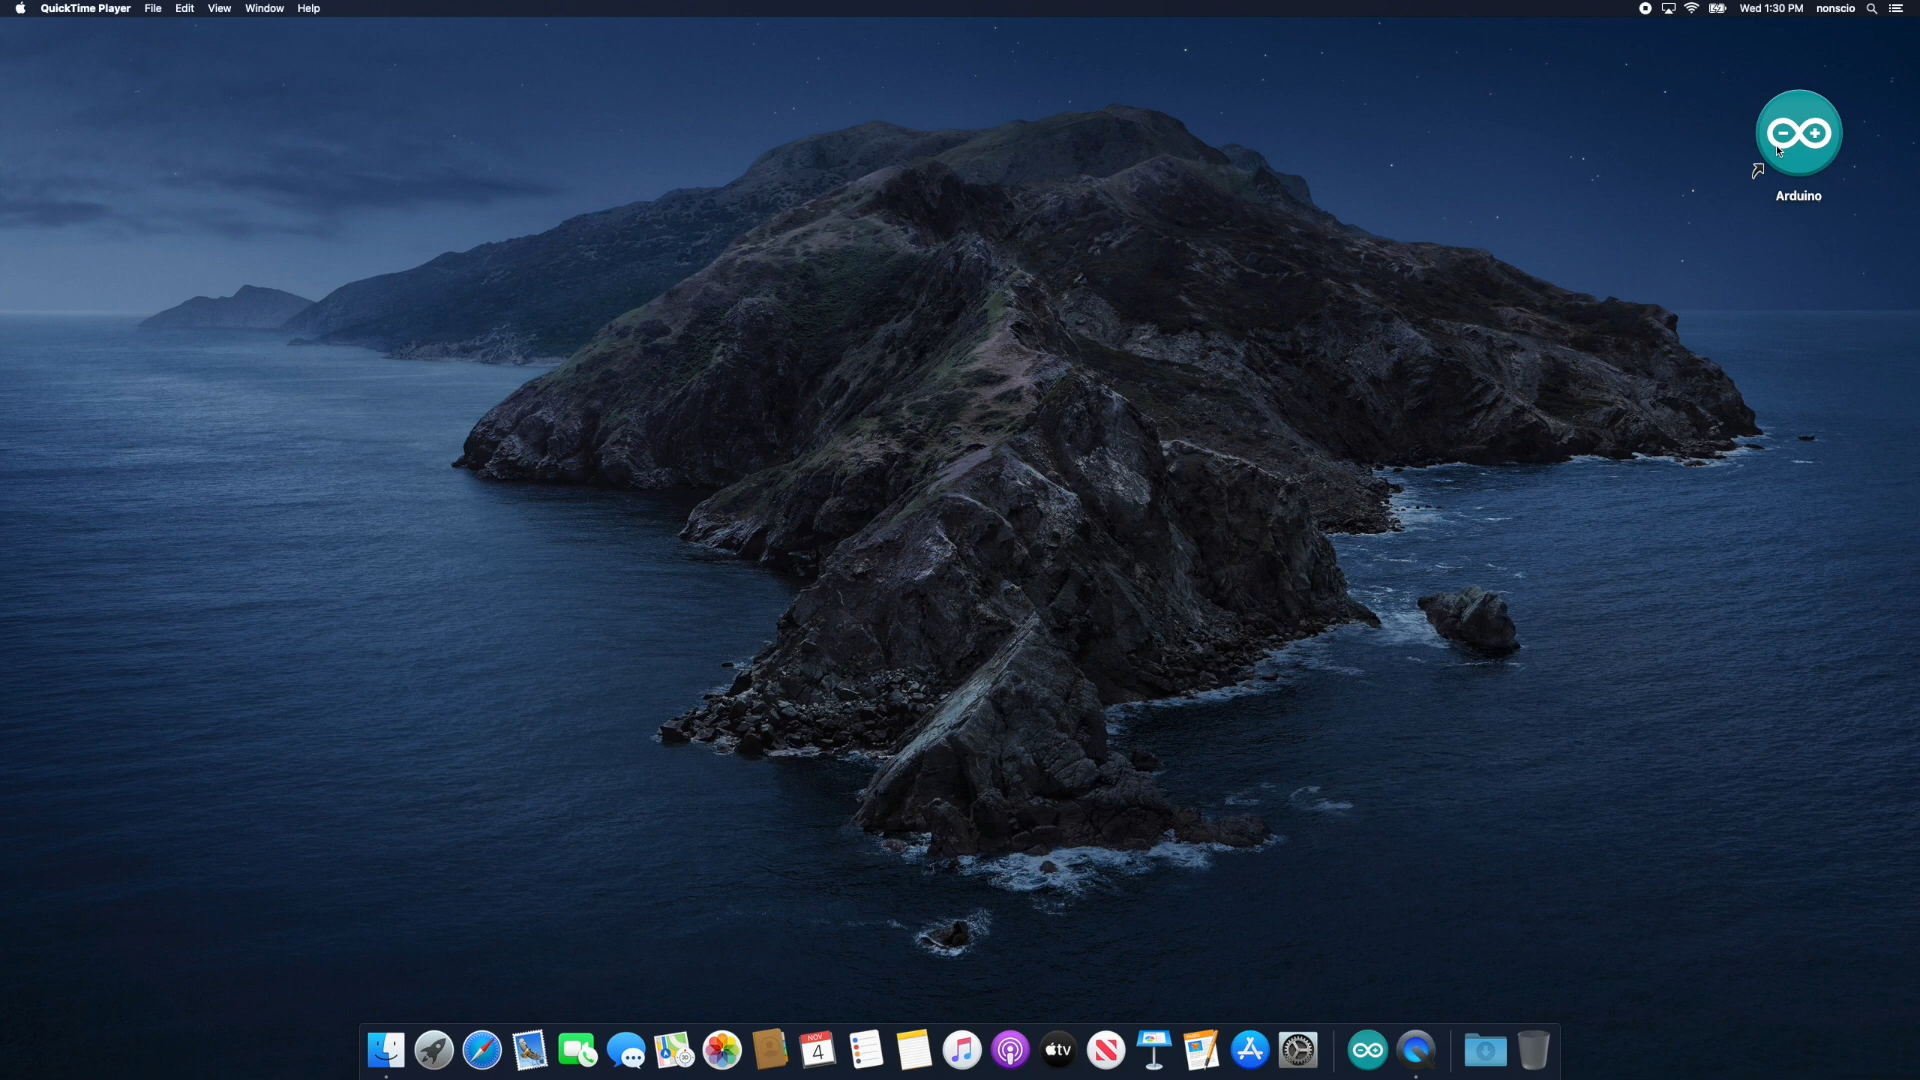 QuickTime Player File Edit View Window Help
Wed 1:30 PM nonscio
Arduino
NOV
4
tv